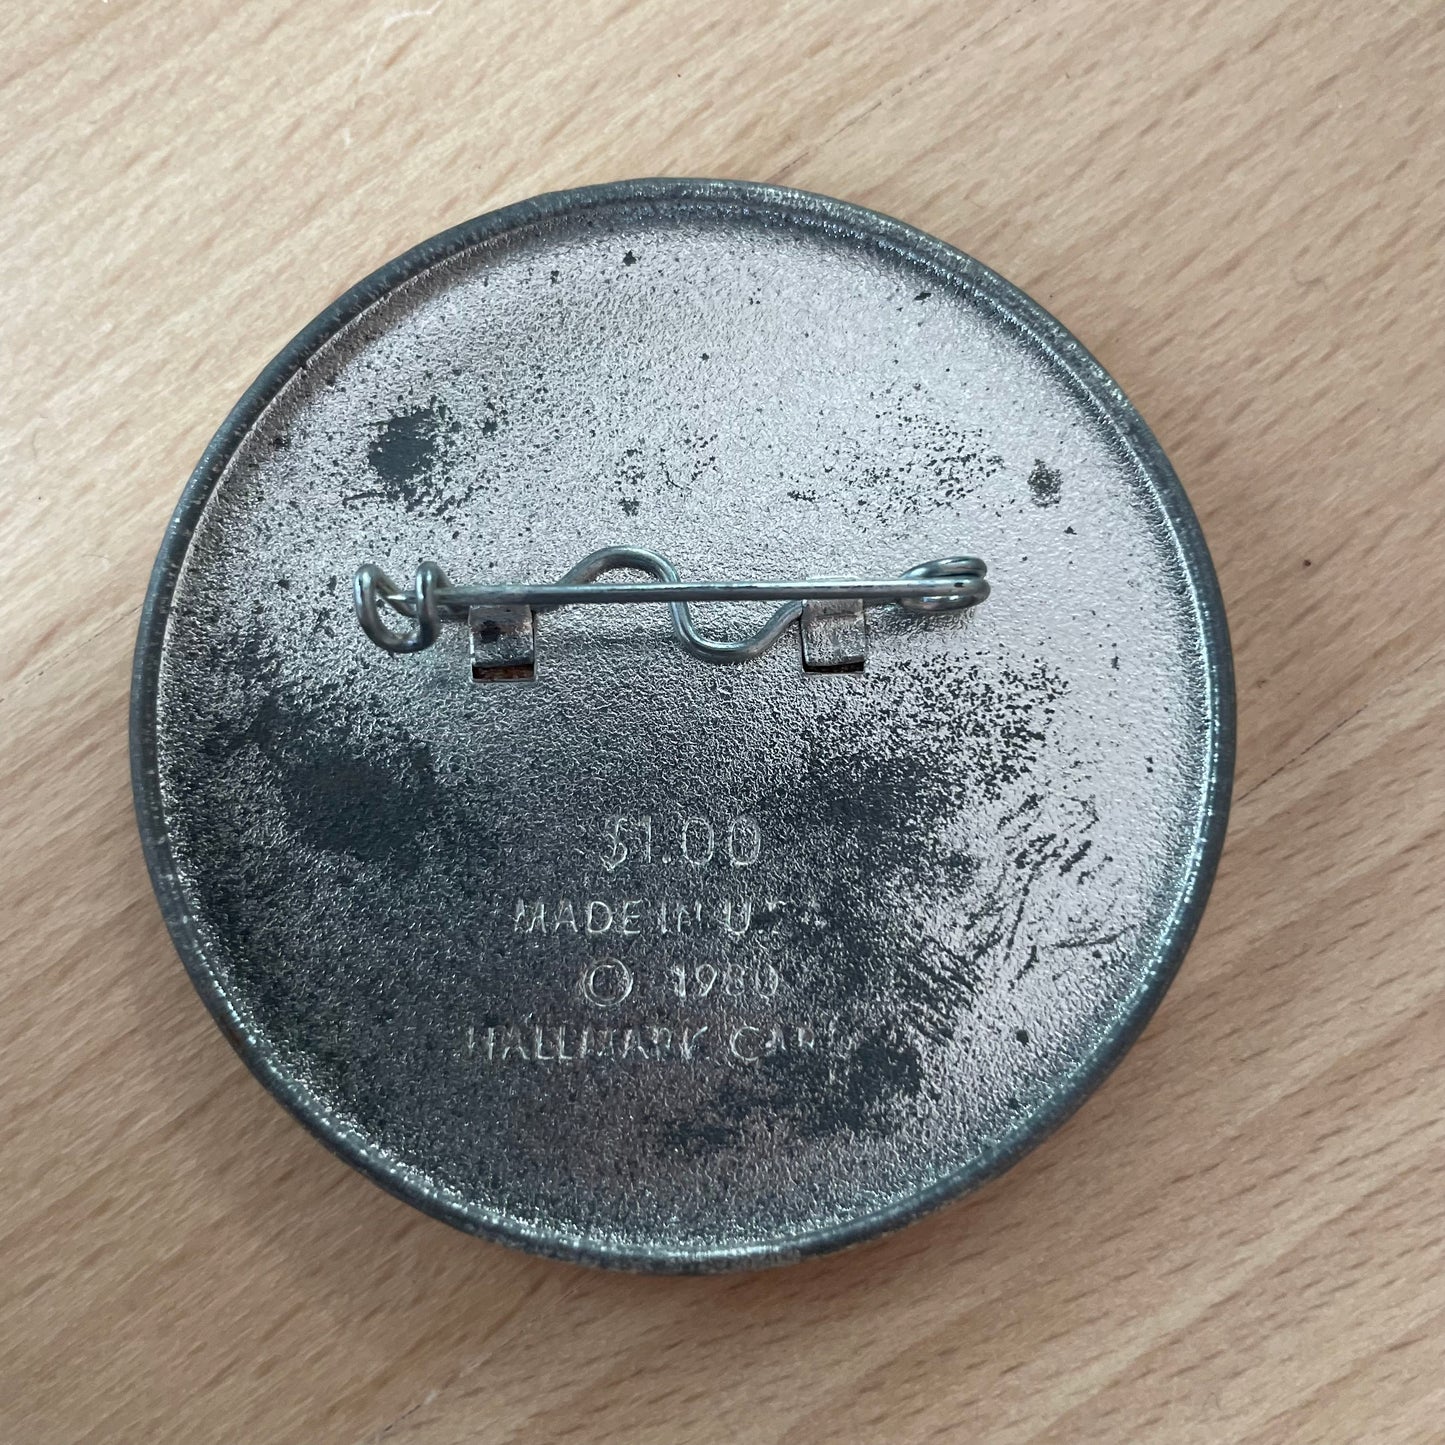 $1.00
MADE IN U.S.A.
© 1980
HALLMARK CARDS